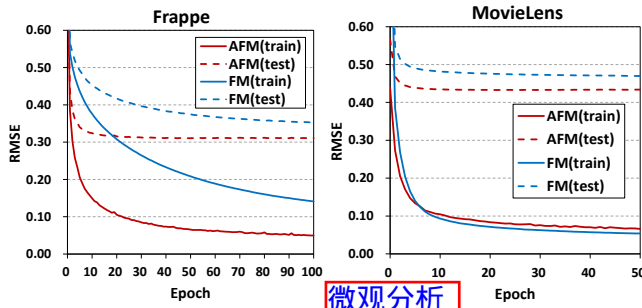 Frappe
0.60
0.50
0.40
0.30
0.20
0.10
0.00
RMSE
AFM(train)
AFM(test)
FM(train)
FM(test)
0 10 20 30 40 50 60 70 80 90 100
Epoch
MovieLens
0.60
0.50
0.40
0.30
0.20
0.10
0.00
RMSE
AFM(train)
AFM(test)
FM(train)
FM(test)
0 10 20 30 40 50
Epoch
微观分析